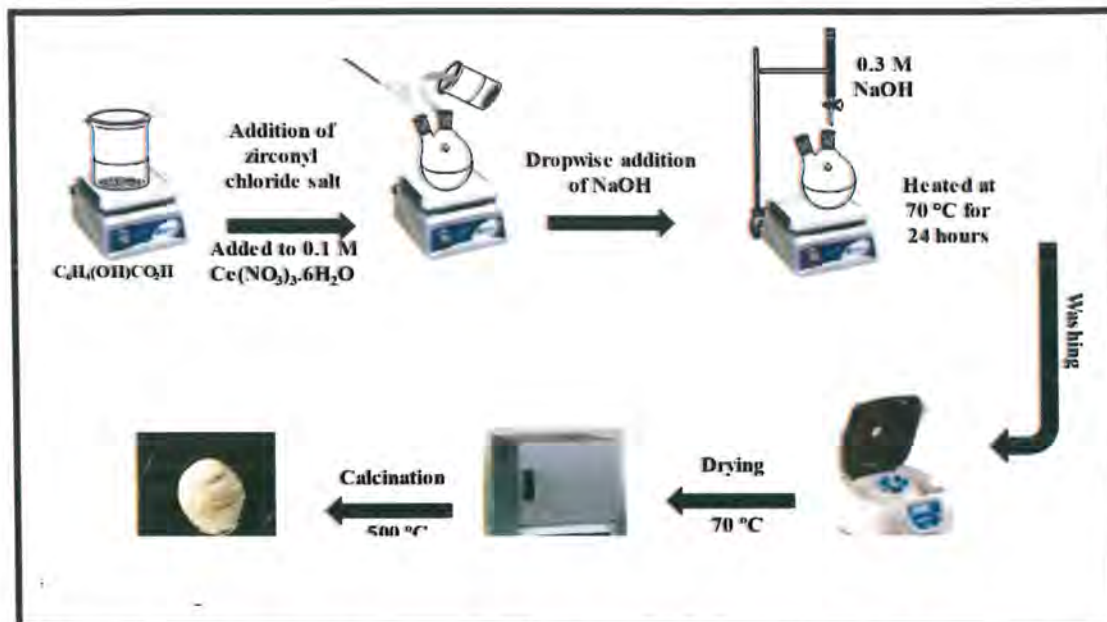 Addition of
zirconyl
chloride salt
Added to 0.1 M
Ce(NO₃)₃.6H₂O
C₆H₄(OH)CO₂H
Dropwise addition
of NaOH
0.3 M
NaOH
Heated at
70 °C for
24 hours
Washing
Drying
70 °C
Calcination
500 °C